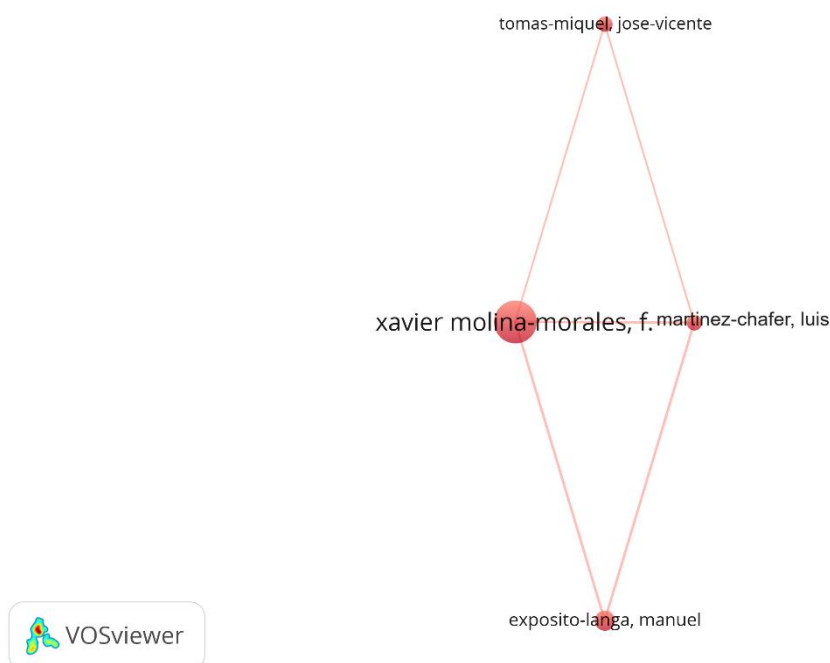 tomas-miquel, jose-vicente
xavier molina-morales, f.
martinez-chafer, luis
exposito-langa, manuel
VOSviewer